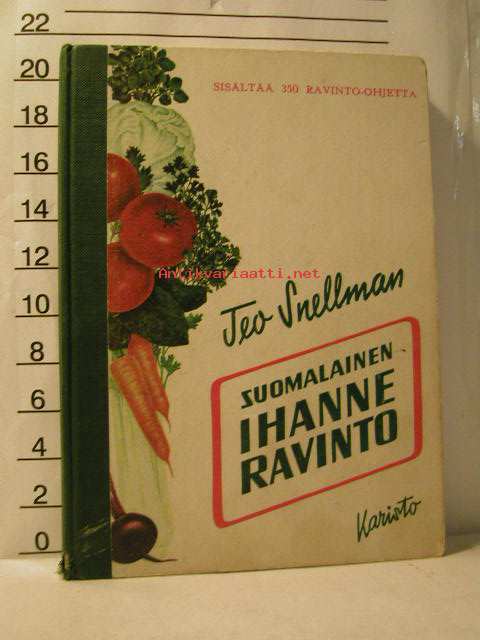 22
20
18
16
14
12
10
8
6
4
2
0
SISÄLTÄÄ 350 RAVINTO-OHJETTA
Antikvariaatti.net
Teo Snellman
SUOMALAINEN
IHANNE
RAVINTO
Karisto